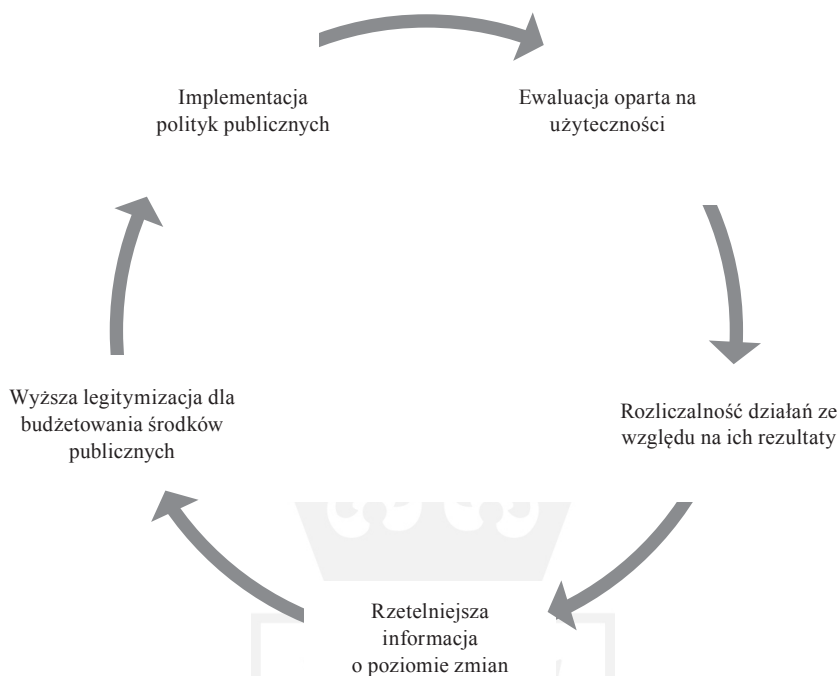 Implementacja
polityk publicznych
Ewaluacja oparta na
użyteczności
Rozliczalność działań ze
względu na ich rezultaty
Rzetelniejsza
informacja
o poziomie zmian
Wyższa legitymizacja dla
budżetowania środków
publicznych